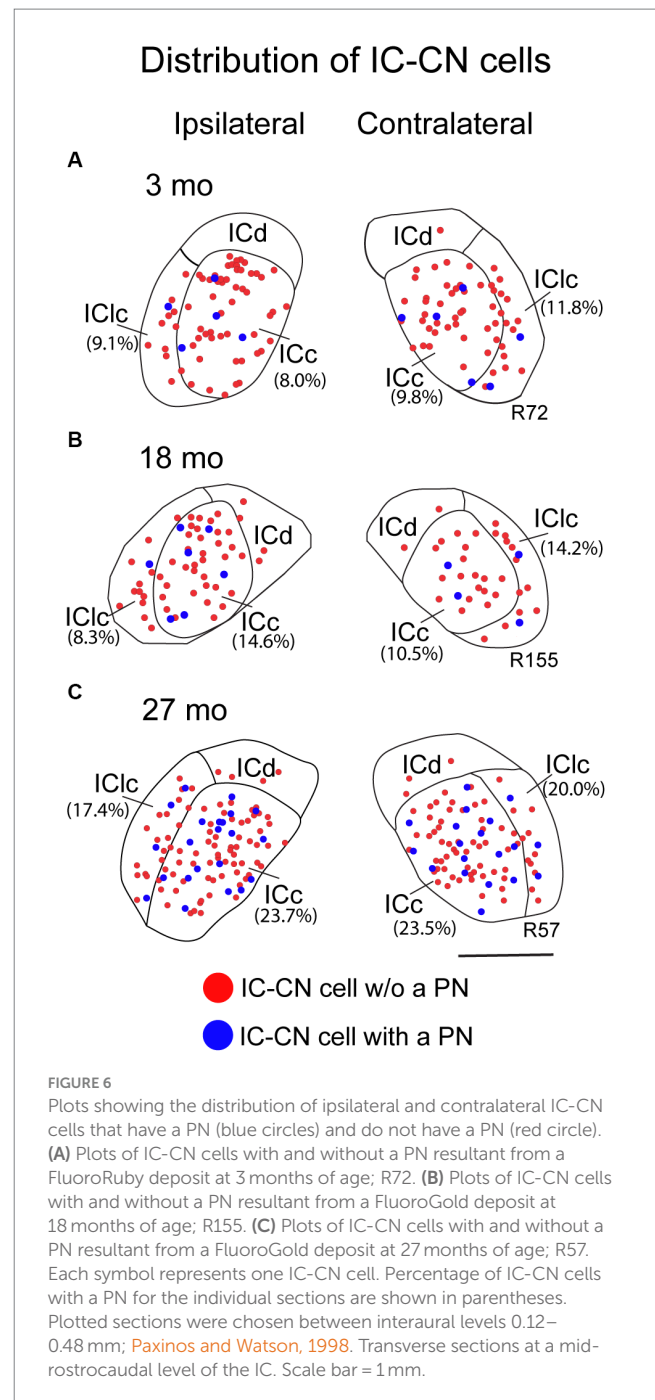 Distribution of IC-CN cells
Ipsilateral
Contralateral
A
3 mo
ICd
IClc
(9.1%)
ICc
(8.0%)
ICd
IClc
(11.8%)
ICc
(9.8%)
R72
B
18 mo
ICd
IClc
(8.3%)
ICc
(14.6%)
ICd
IClc
(14.2%)
ICc
(10.5%)
R155
C
27 mo
ICd
IClc
(17.4%)
ICc
(23.7%)
ICd
IClc
(20.0%)
ICc
(23.5%)
R57
IC-CN cell w/o a PN
IC-CN cell with a PN
FIGURE 6
Plots showing the distribution of ipsilateral and contralateral IC-CN
cells that have a PN (blue circles) and do not have a PN (red circle).
(A) Plots of IC-CN cells with and without a PN resultant from a
FluoroRuby deposit at 3 months of age; R72. (B) Plots of IC-CN cells
with and without a PN resultant from a FluoroGold deposit at
18 months of age; R155. (C) Plots of IC-CN cells with and without a
PN resultant from a FluoroGold deposit at 27 months of age; R57.
Each symbol represents one IC-CN cell. Percentage of IC-CN cells
with a PN for the individual sections are shown in parentheses.
Plotted sections were chosen between interaural levels 0.12–
0.48 mm; Paxinos and Watson, 1998. Transverse sections at a mid-
rostrocaudal level of the IC. Scale bar = 1 mm.